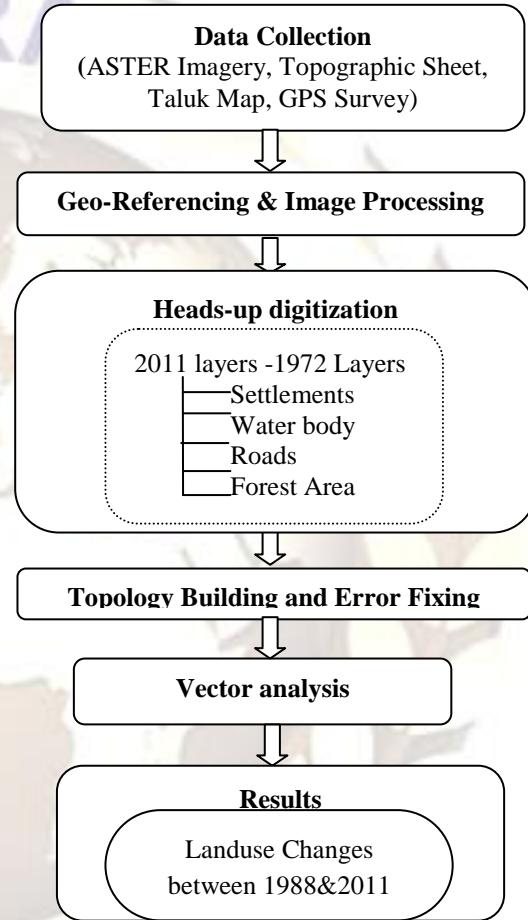 Data Collection
(ASTER Imagery, Topographic Sheet,
Taluk Map, GPS Survey)
Geo-Referencing & Image Processing
Heads-up digitization
2011 layers -1972 Layers
Settlements
Water body
Roads
Forest Area
Topology Building and Error Fixing
Vector analysis
Results
Landuse Changes
between 1988&2011